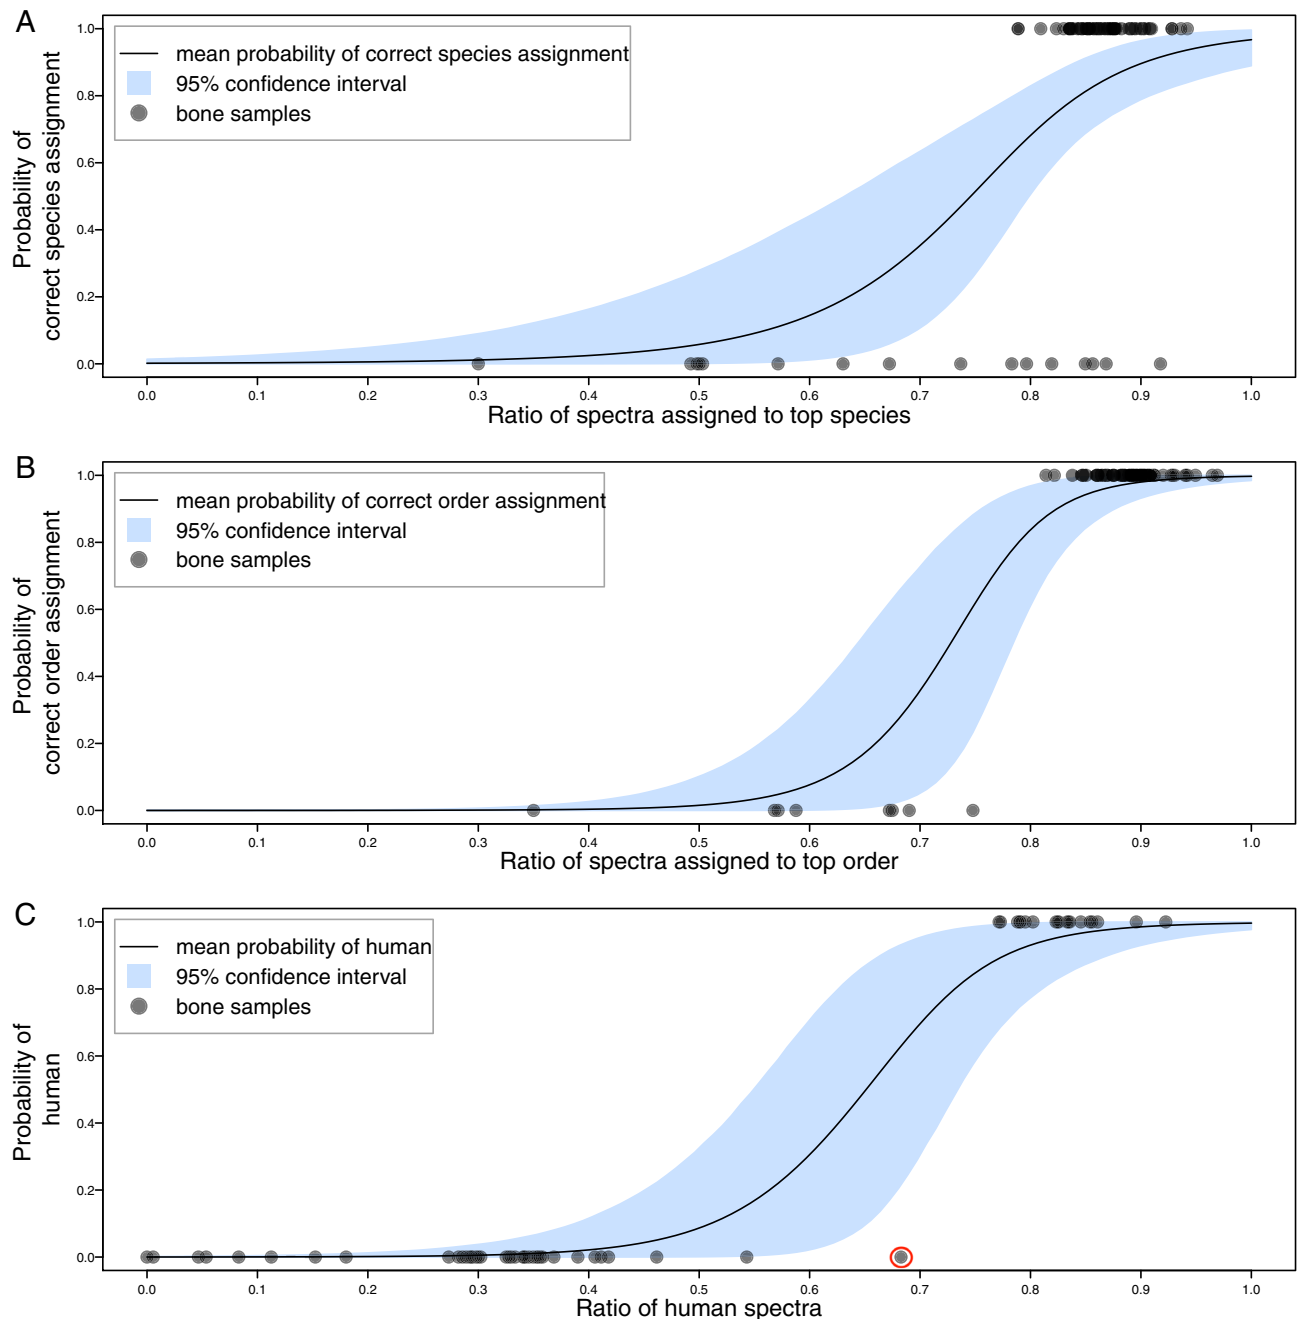 A
Probability of
correct species assignment
1.0
0.8
0.6
0.4
0.2
0.0
mean probability of correct species assignment
95% confidence interval
bone samples
0.0 0.1 0.2 0.3 0.4 0.5 0.6 0.7 0.8 0.9 1.0
Ratio of spectra assigned to top species
B
Probability of
correct order assignment
1.0
0.8
0.6
0.4
0.2
0.0
mean probability of correct order assignment
95% confidence interval
bone samples
0.0 0.1 0.2 0.3 0.4 0.5 0.6 0.7 0.8 0.9 1.0
Ratio of spectra assigned to top order
C
Probability of
human
1.0
0.8
0.6
0.4
0.2
0.0
mean probability of human
95% confidence interval
bone samples
0.0 0.1 0.2 0.3 0.4 0.5 0.6 0.7 0.8 0.9 1.0
Ratio of human spectra